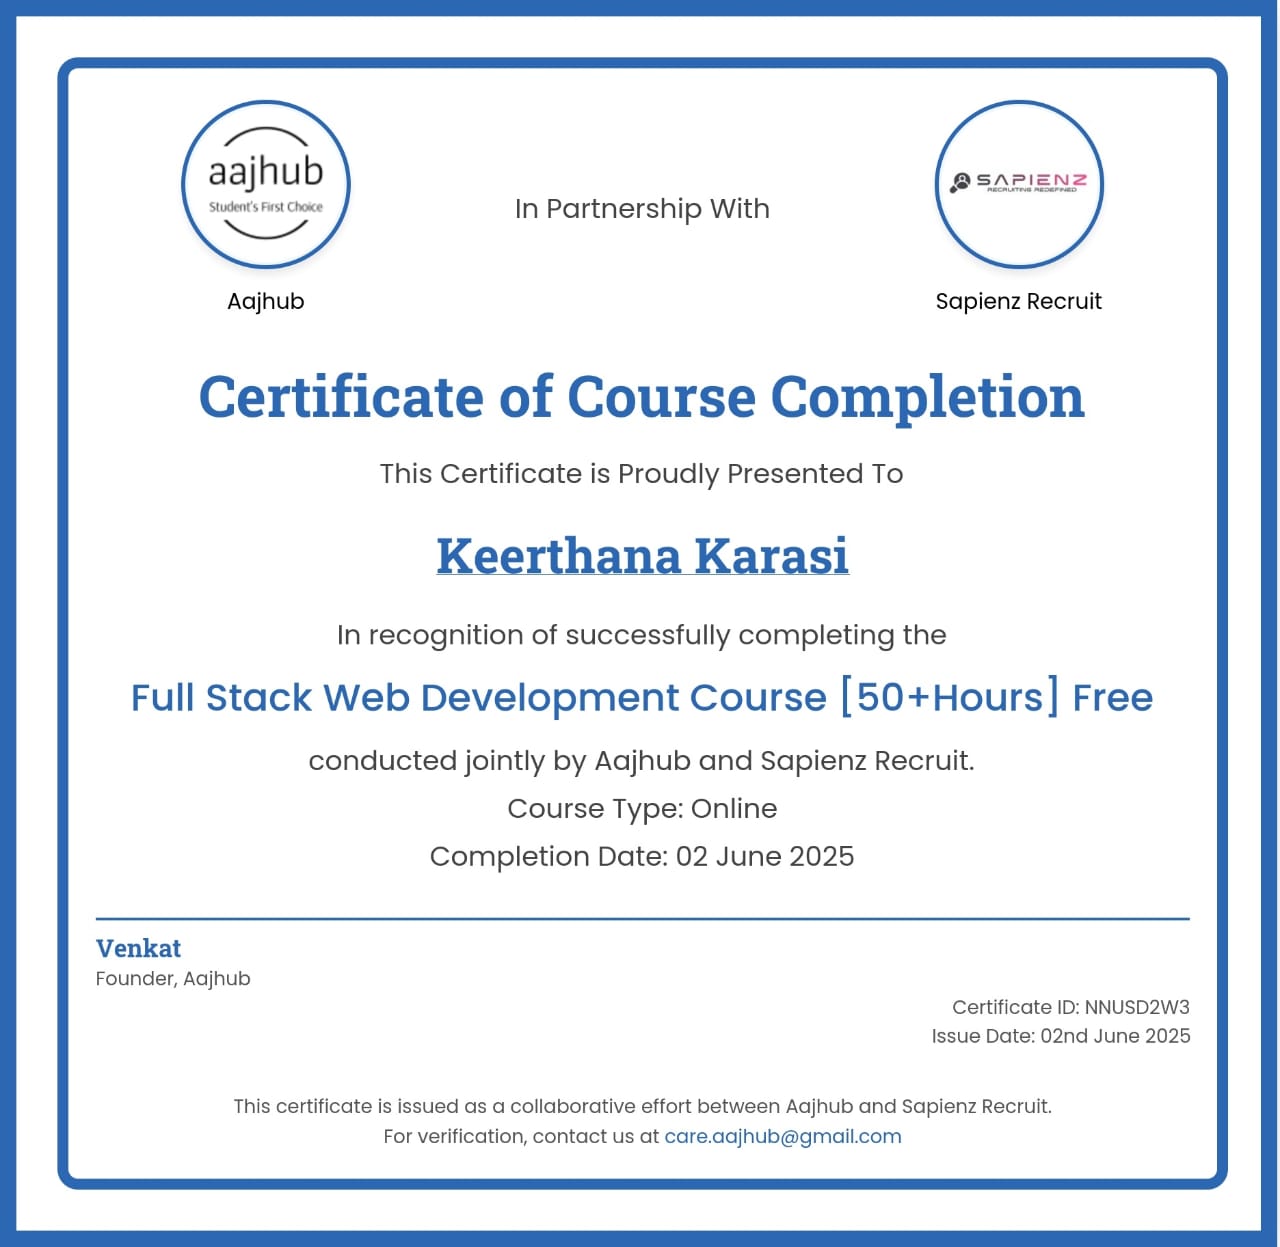 aajhub
Student's First Choice
Aajhub
In Partnership With
SAPIENZ
RECRUITING REDEFINED
Sapienz Recruit
Certificate of Course Completion
This Certificate is Proudly Presented To
Keerthana Karasi
In recognition of successfully completing the
Full Stack Web Development Course [50+Hours] Free
conducted jointly by Aajhub and Sapienz Recruit.
Course Type: Online
Completion Date: 02 June 2025
Venkat
Founder, Aajhub
Certificate ID: NNUSD2W3
Issue Date: 02nd June 2025
This certificate is issued as a collaborative effort between Aajhub and Sapienz Recruit.
For verification, contact us at care.aajhub@gmail.com